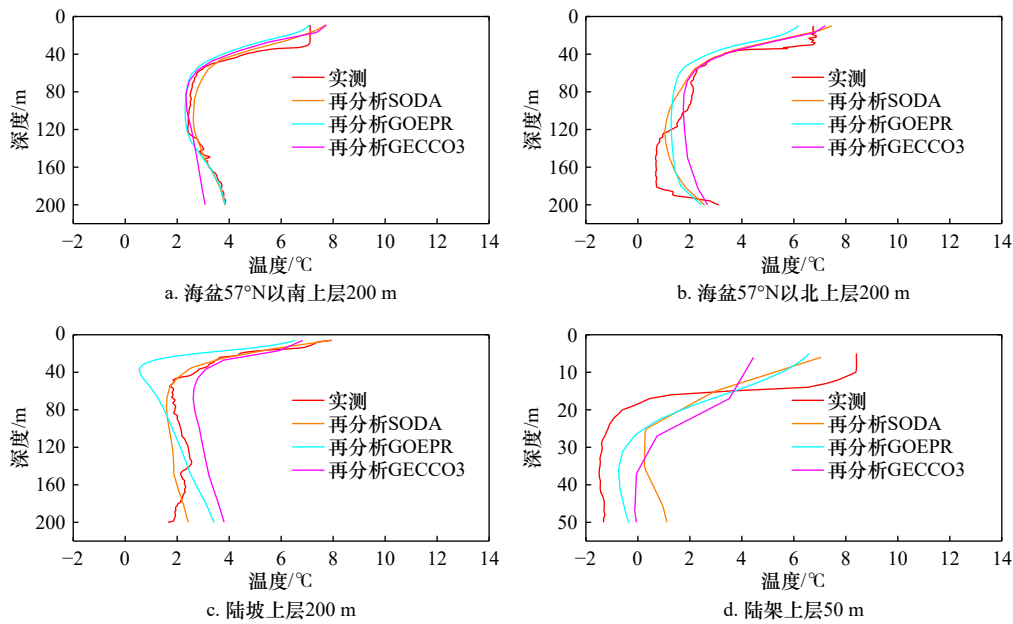 0
40
80
120
160
200
深度/m
实测
再分析SODA
再分析GOEPR
再分析GECCO3
−2 0 2 4 6 8 10 12 14
温度/℃
a. 海盆57°N以南上层200 m
0
40
80
120
160
200
深度/m
实测
再分析SODA
再分析GOEPR
再分析GECCO3
−2 0 2 4 6 8 10 12 14
温度/℃
b. 海盆57°N以北上层200 m
0
40
80
120
160
200
深度/m
实测
再分析SODA
再分析GOEPR
再分析GECCO3
−2 0 2 4 6 8 10 12 14
温度/℃
c. 陆坡上层200 m
0
10
20
30
40
50
深度/m
实测
再分析SODA
再分析GOEPR
再分析GECCO3
−2 0 2 4 6 8 10 12 14
温度/℃
d. 陆架上层50 m